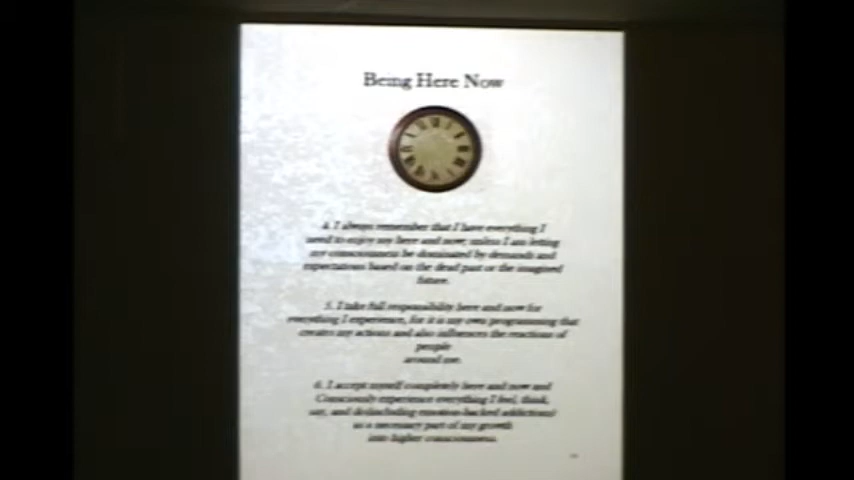 Being Here Now
4. I always remember that I have everything I
need to enjoy my here and now, unless I am letting
my consciousness be dominated by demands and
expectations based on the dead past or the imagined
future.
5. I take full responsibility here and now for
everything I experience, for it is my own programming that
creates my actions and also influences the reactions of
people
around me.
6. I accept myself completely here and now and
Consciously experience everything I feel, think,
say, and do(including emotion-backed addictions)
as a necessary part of my growth
into higher consciousness.